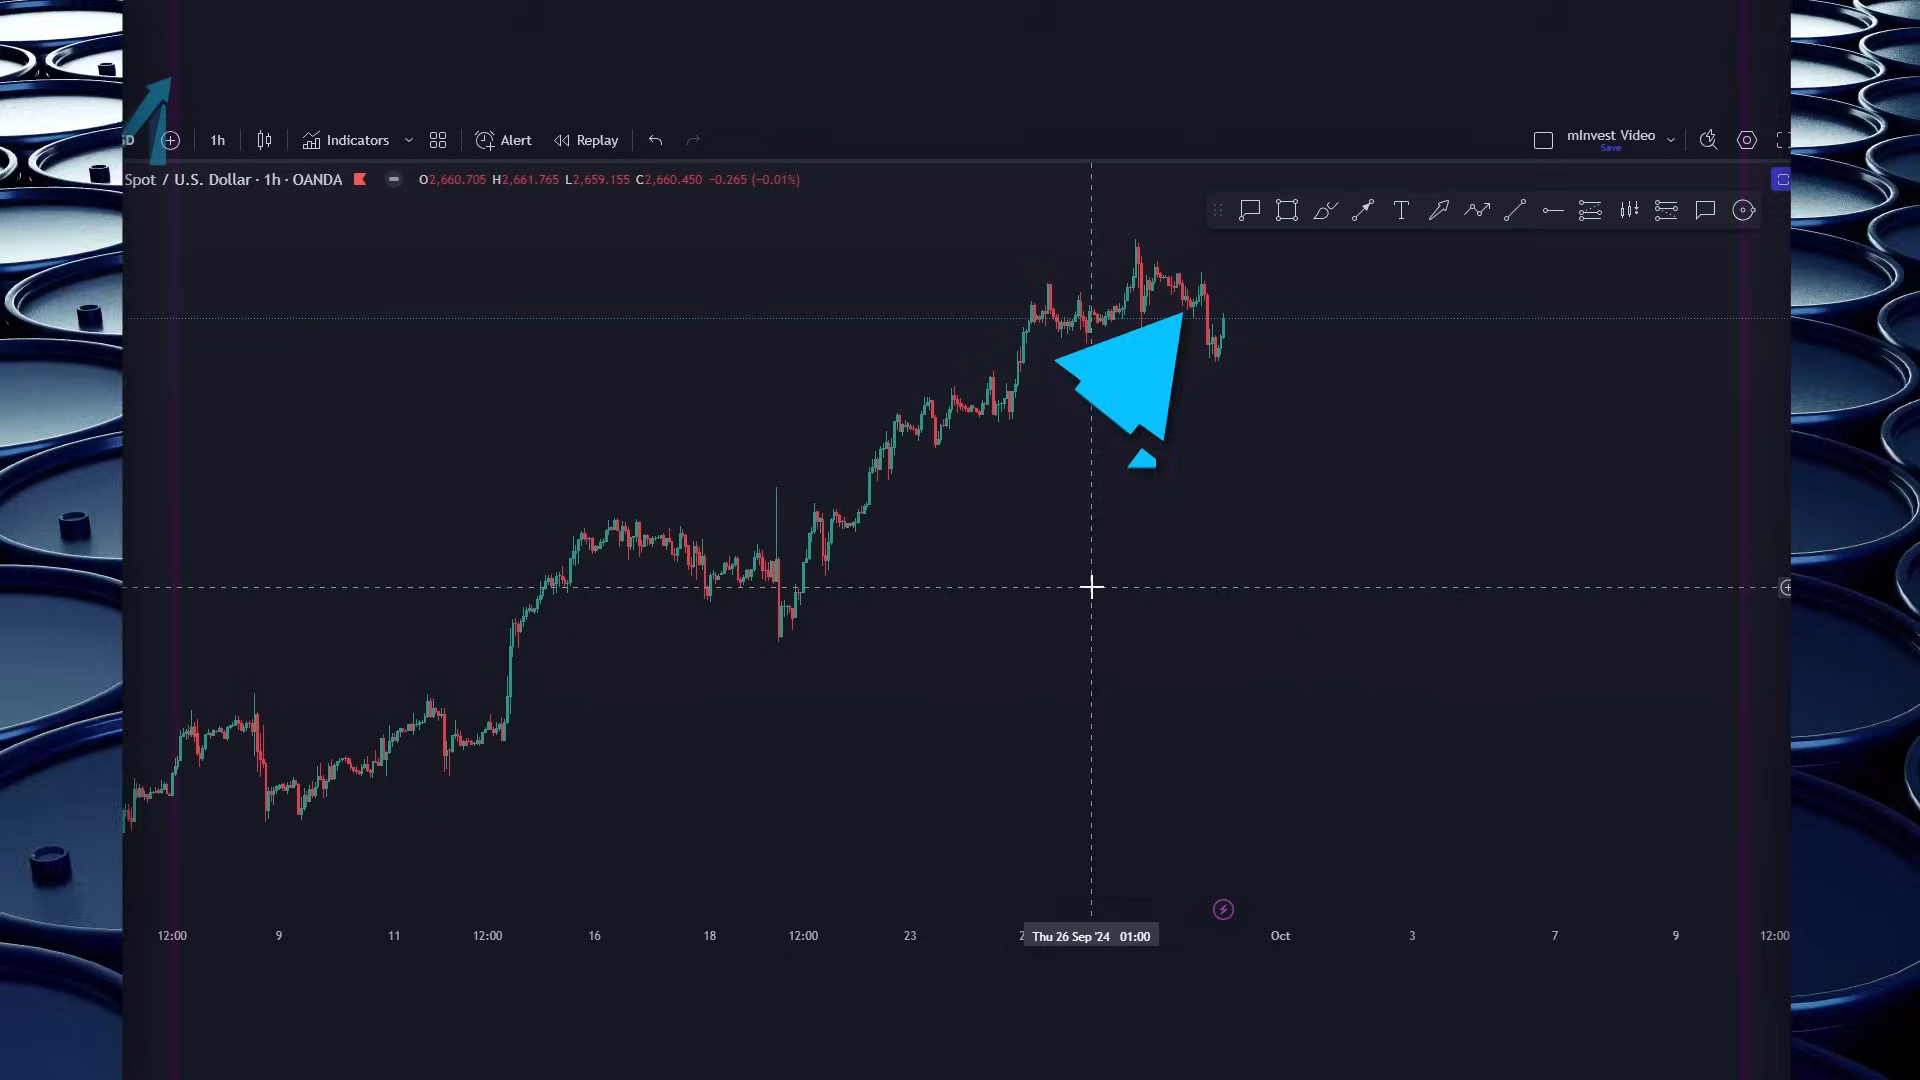 1h Indicators Alert Replay mInvest Video
Save
Spot / U.S. Dollar · 1h · OANDA O2,660.705 H2,661.765 L2,659.155 C2,660.450 −0.265 (−0.01%)
12:00 9 11 12:00 16 18 12:00 23 Thu 26 Sep '24 01:00 Oct 3 7 9 12:00